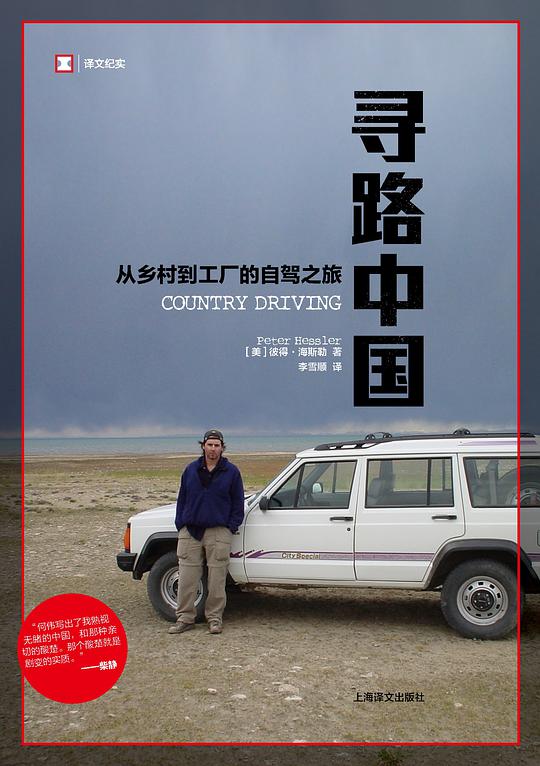 译文纪实
寻路中国
从乡村到工厂的自驾之旅
COUNTRY DRIVING
Peter Hessler
[美]彼得·海斯勒 著
李雪顺 译
City Special
“何伟写出了我熟视
无睹的中国，和那种亲
切的酸楚。那个酸楚就是
剧变的实质。”
——柴静
上海译文出版社